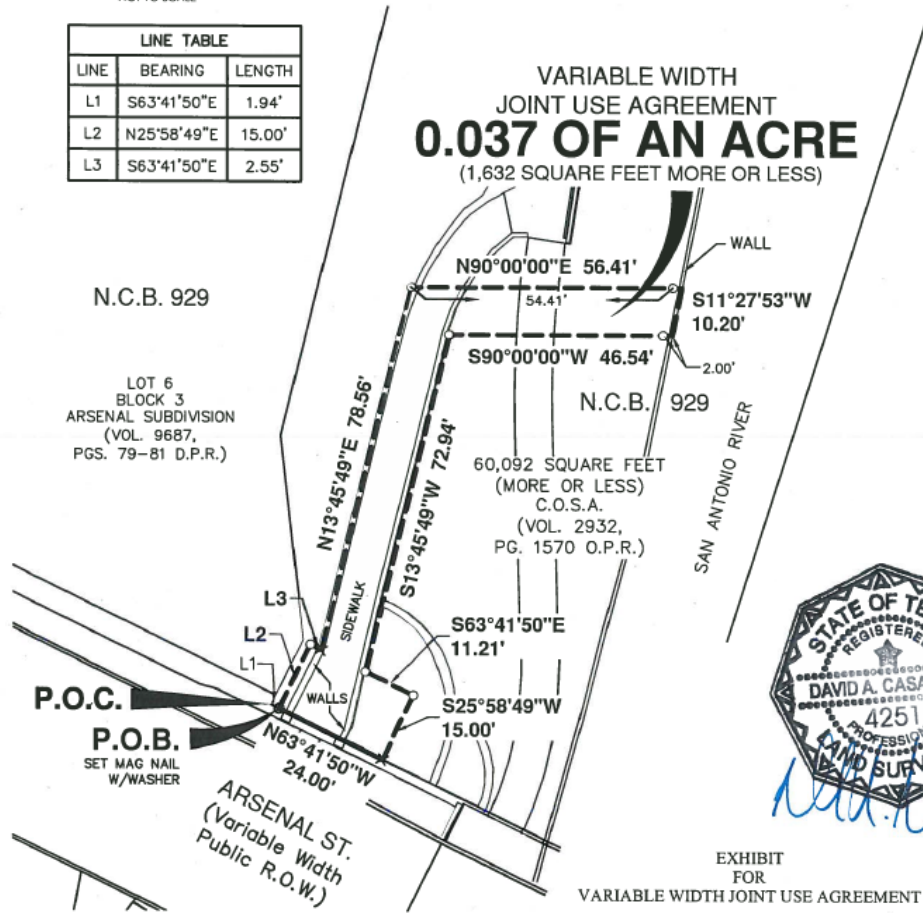 LINE TABLE
LINE BEARING LENGTH
L1 S63°41'50"E 1.94'
L2 N25°58'49"E 15.00'
L3 S63°41'50"E 2.55'
VARIABLE WIDTH
JOINT USE AGREEMENT
0.037 OF AN ACRE
(1,632 SQUARE FEET MORE OR LESS)
WALL
N90°00'00"E 56.41'
54.41'
S11°27'53"W
10.20'
N.C.B. 929
S90°00'00"W 46.54'
2.00'
LOT 6
BLOCK 3
ARSENAL SUBDIVISION
(VOL. 9687,
PGS. 79-81 D.P.R.)
N.C.B. 929
N13°45'49"E 78.56'
S13°45'49"W 72.94'
60,092 SQUARE FEET
(MORE OR LESS)
C.O.S.A.
(VOL. 2932,
PG. 1570 O.P.R.)
SAN ANTONIO RIVER
SIDEWALK
L3
L2
L1
S63°41'50"E
11.21'
P.O.C.
WALLS
S25°58'49"W
15.00'
P.O.B.
SET MAG NAIL
W/WASHER
N63°41'50"W
24.00'
ARSENAL ST.
(Variable Width
Public R.O.W.)
STATE OF
REGISTERE
DAVID A. CASA
4251
PROFESSION
LAND SURV
EXHIBIT
FOR
VARIABLE WIDTH JOINT USE AGREEMENT